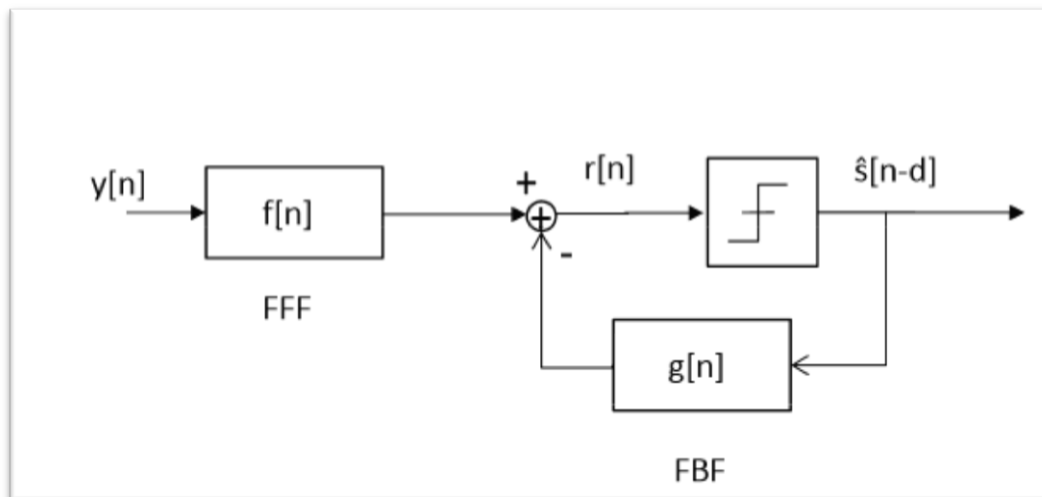 y[n]
f[n]
FFF
+
r[n]
+
-
ŝ[n-d]
g[n]
FBF